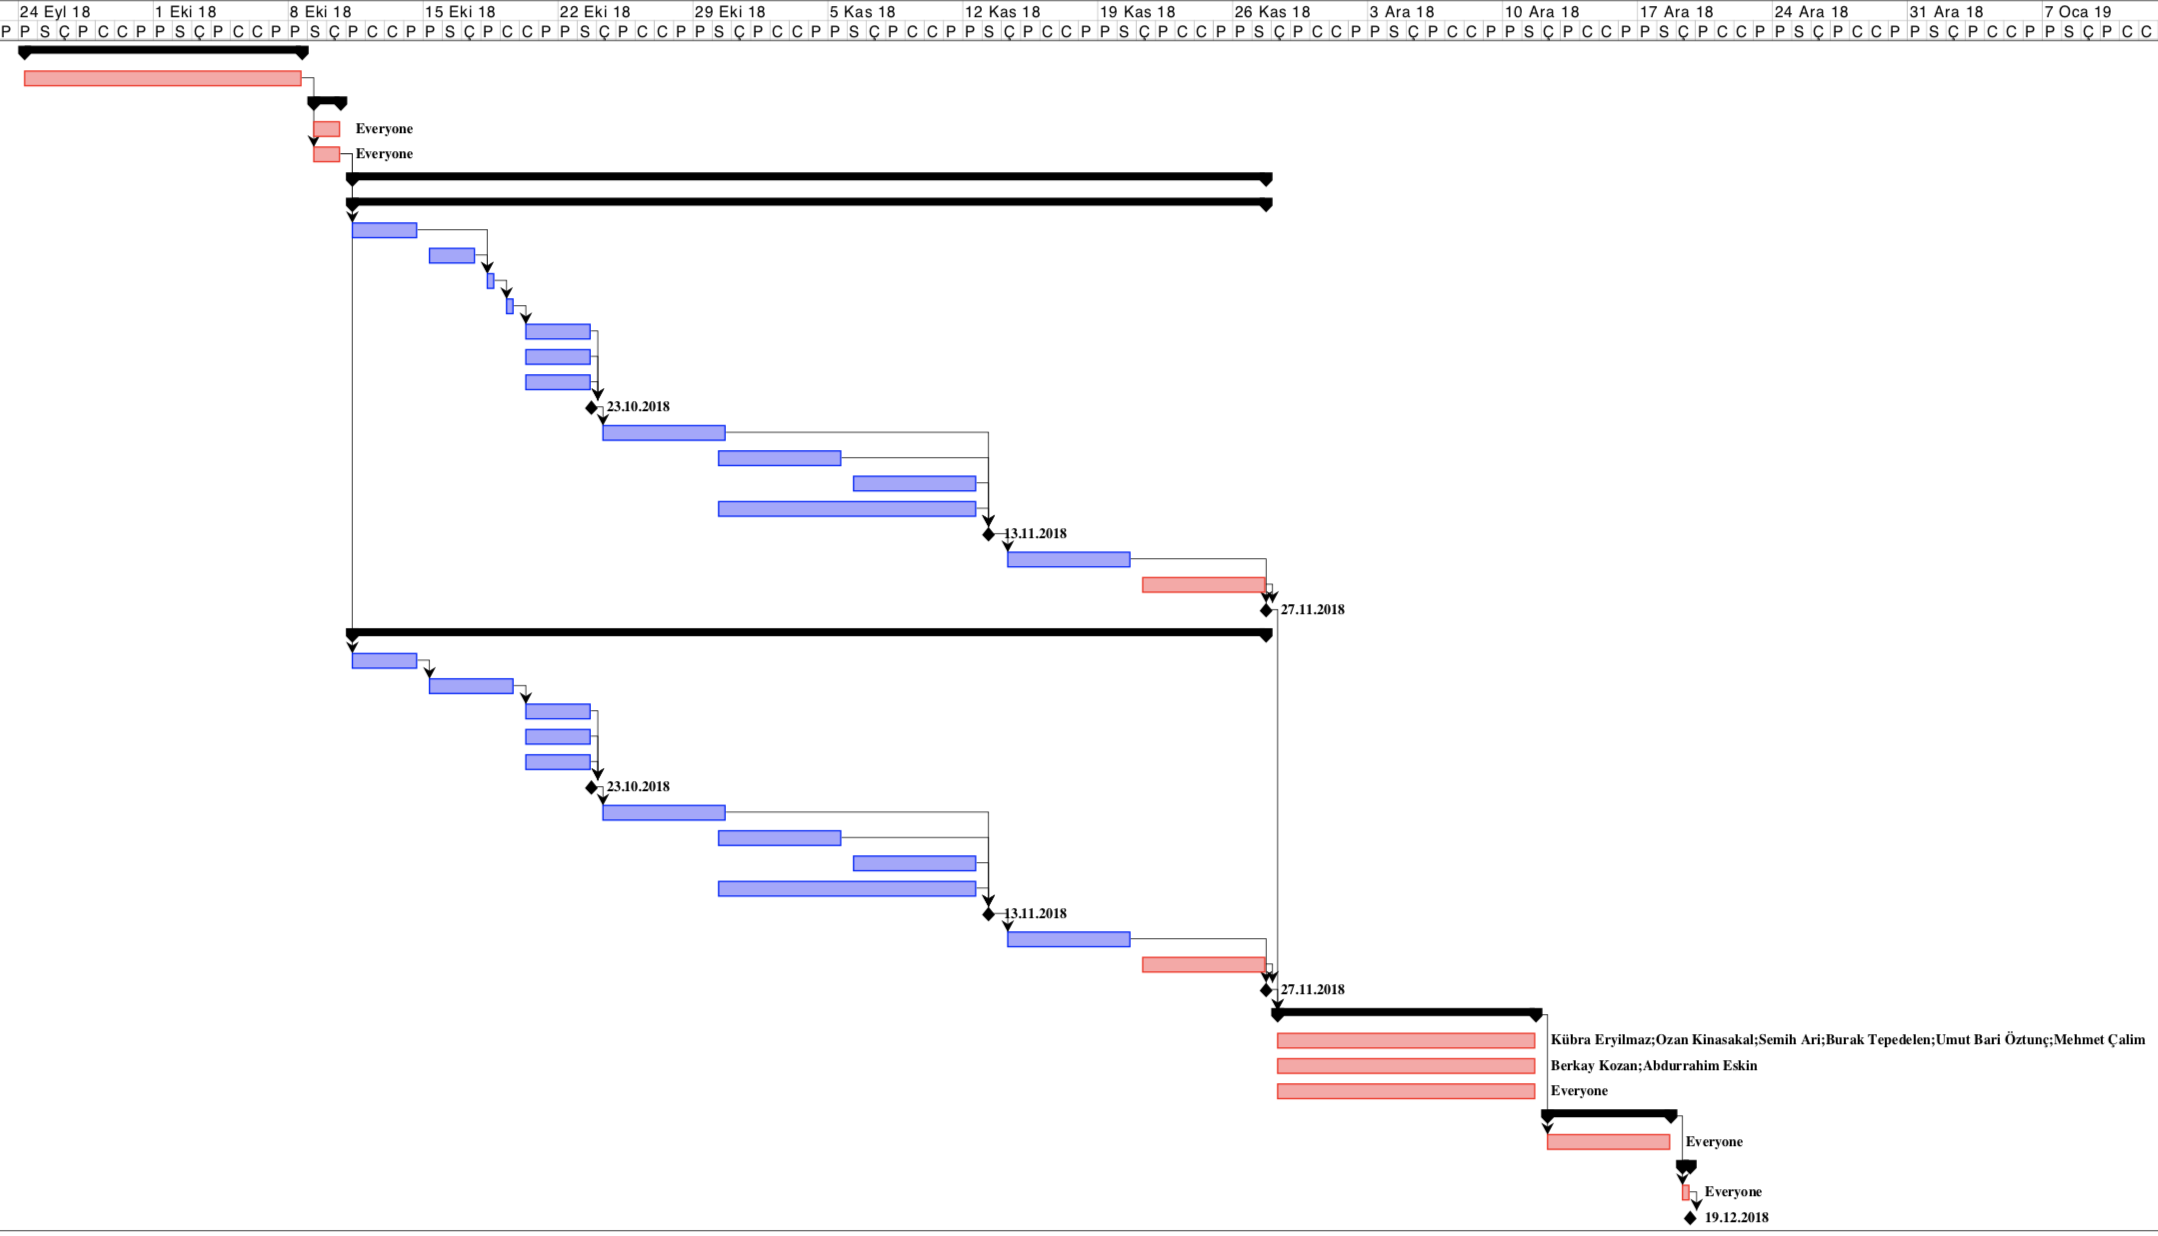 24 Eyl 18 1 Eki 18 8 Eki 18 15 Eki 18 22 Eki 18 29 Eki 18 5 Kas 18 12 Kas 18 19 Kas 18 26 Kas 18 3 Ara 18 10 Ara 18 17 Ara 18 24 Ara 18 31 Ara 18 7 Oca 19
P P S Ç P C C P P S Ç P C C P P S Ç P C C P P S Ç P C C P P S Ç P C C P P S Ç P C C P P S Ç P C C P P S Ç P C C P P S Ç P C C P P S Ç P C C P P S Ç P C C P P S Ç P C C P P S Ç P C C P P S Ç P C C P P S Ç P C C P P S Ç P C C
Everyone
Everyone
23.10.2018
13.11.2018
27.11.2018
23.10.2018
13.11.2018
27.11.2018
Kübra Eryilmaz;Ozan Kinasakal;Semih Ari;Burak Tepedelen;Umut Bari Öztunç;Mehmet Çalim
Berkay Kozan;Abdurrahim Eskin
Everyone
Everyone
Everyone
19.12.2018